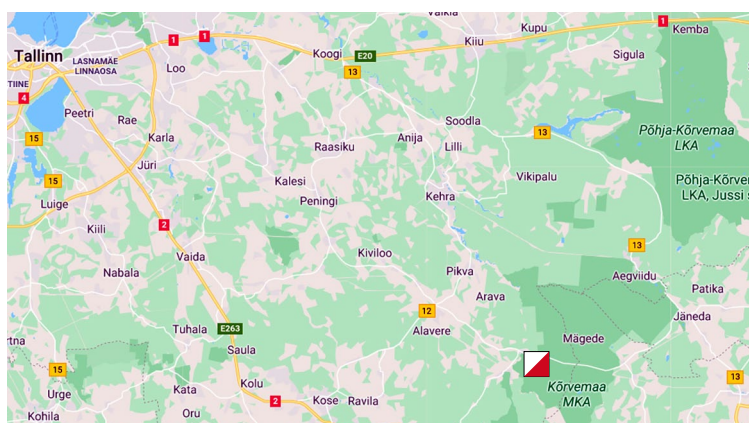 Valkla
Kupu
1
Kemba
1
1
Koogi
E20
Kiiu
Tallinn
LASNAMÄE
LINNAOSA
Loo
13
Sigula
TIINE
4
Peetri
Rae
Soodla
13
Põhja-Kõrvemaa
LKA
15
Karla
Raasiku
Anija
Lilli
Jüri
15
Kalesi
Vikipalu
Põhja-Kõrver
LKA, Jussi s
Luige
Peningi
Kehra
2
Kiili
Vaida
Kiviloo
13
Nabala
Pikva
Aegviidu
Arava
Patika
12
Jäneda
Tuhala
E263
Alavere
Mägede
rtna
Saula
15
Kolu
Kõrvemaa
MKA
13
Urge
Kata
2
Kose
Ravila
Kohila
Oru